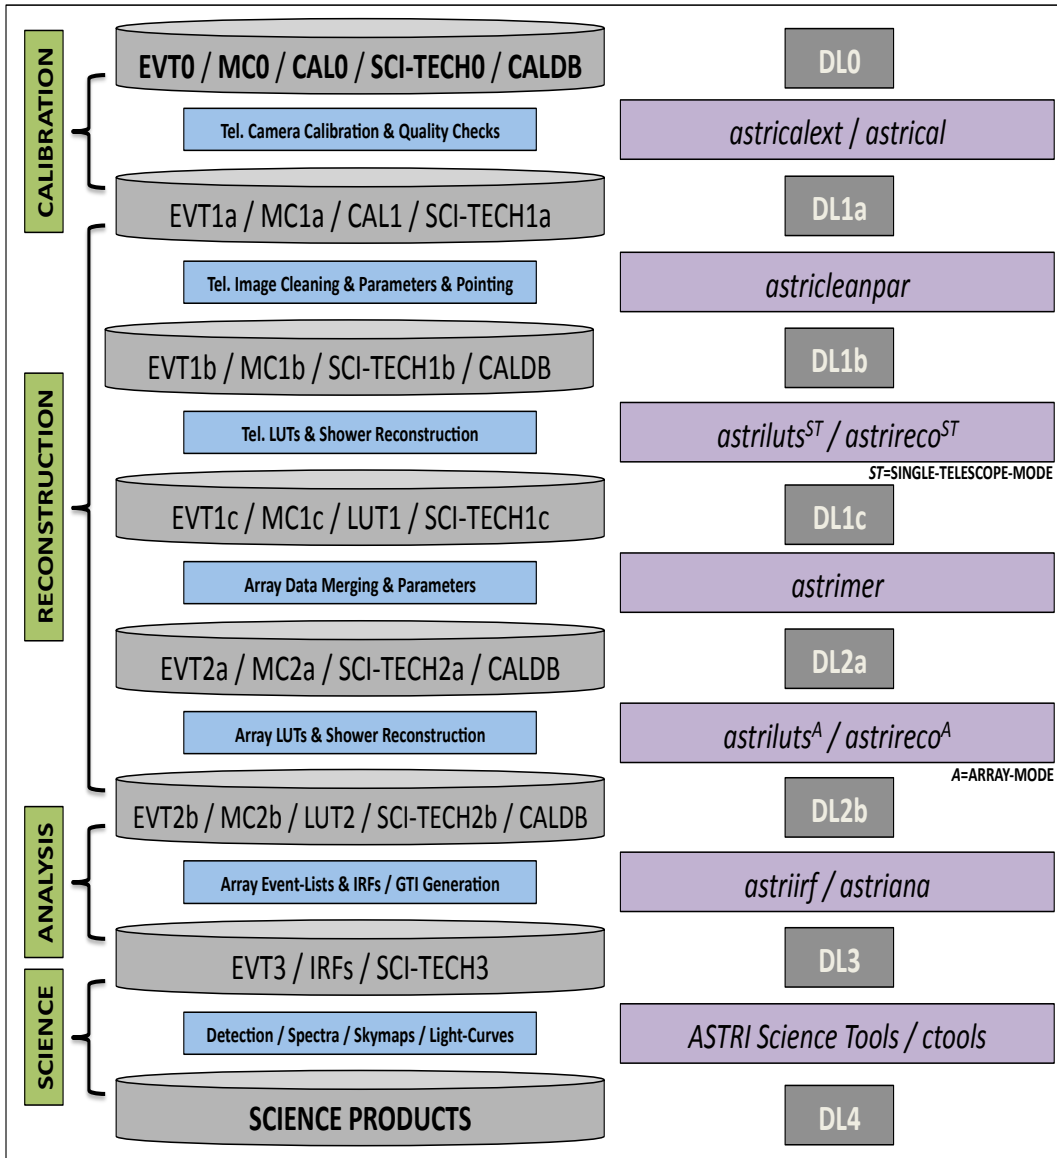 CALIBRATION
EVT0 / MC0 / CAL0 / SCI-TECH0 / CALDB
DL0
Tel. Camera Calibration & Quality Checks
astricalext / astrical
EVT1a / MC1a / CAL1 / SCI-TECH1a
DL1a
RECONSTRUCTION
Tel. Image Cleaning & Parameters & Pointing
astricleanpar
EVT1b / MC1b / SCI-TECH1b / CALDB
DL1b
Tel. LUTs & Shower Reconstruction
astriluts^ST / astrireco^ST
ST=SINGLE-TELESCOPE-MODE
EVT1c / MC1c / LUT1 / SCI-TECH1c
DL1c
Array Data Merging & Parameters
astrimer
EVT2a / MC2a / SCI-TECH2a / CALDB
DL2a
Array LUTs & Shower Reconstruction
astriluts^A / astrireco^A
A=ARRAY-MODE
EVT2b / MC2b / LUT2 / SCI-TECH2b / CALDB
DL2b
ANALYSIS
Array Event-Lists & IRFs / GTI Generation
astriirf / astriana
EVT3 / IRFs / SCI-TECH3
DL3
SCIENCE
Detection / Spectra / Skymaps / Light-Curves
ASTRI Science Tools / ctools
SCIENCE PRODUCTS
DL4